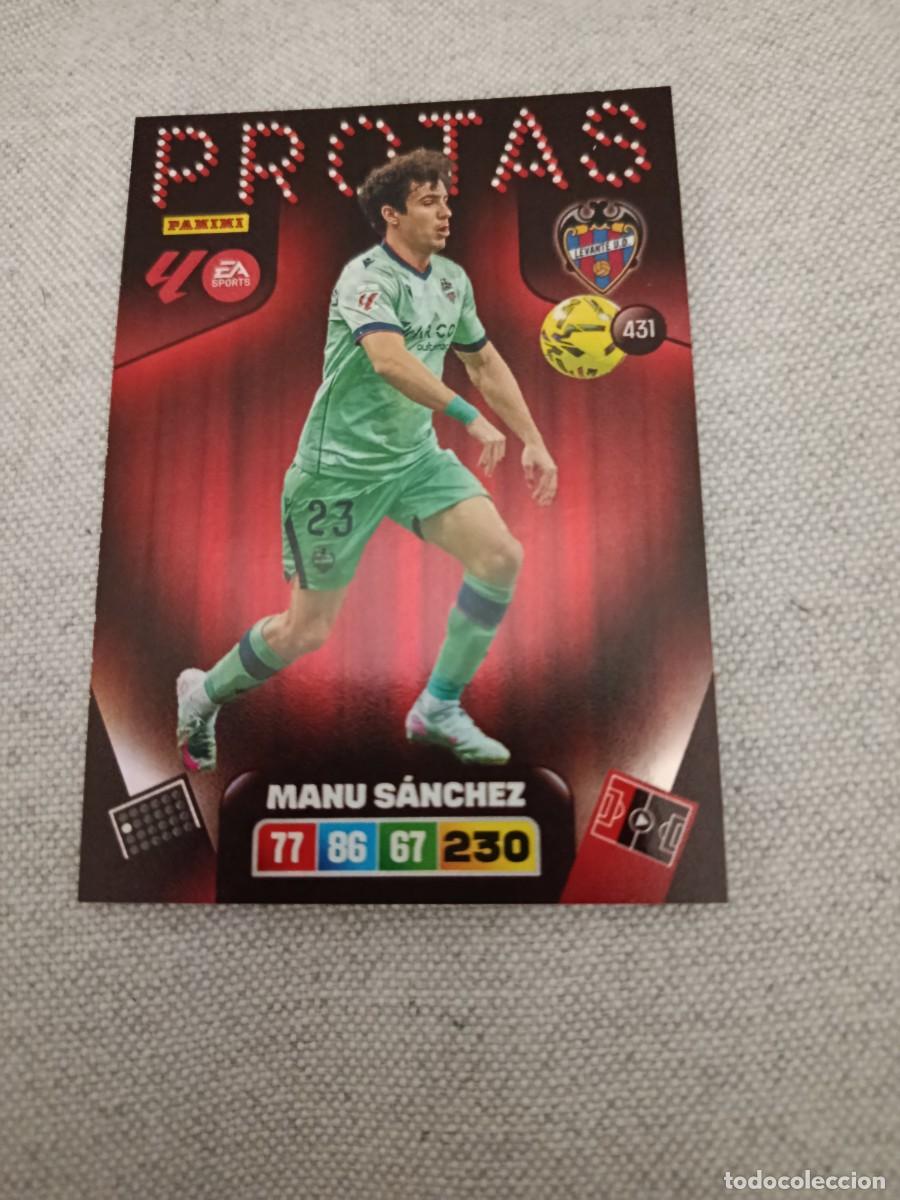 PROTAS
PANINI
EA
SPORTS
LEVANTE U.D.
431
23
MANU SÁNCHEZ
77 86 67 230
todocoleccion